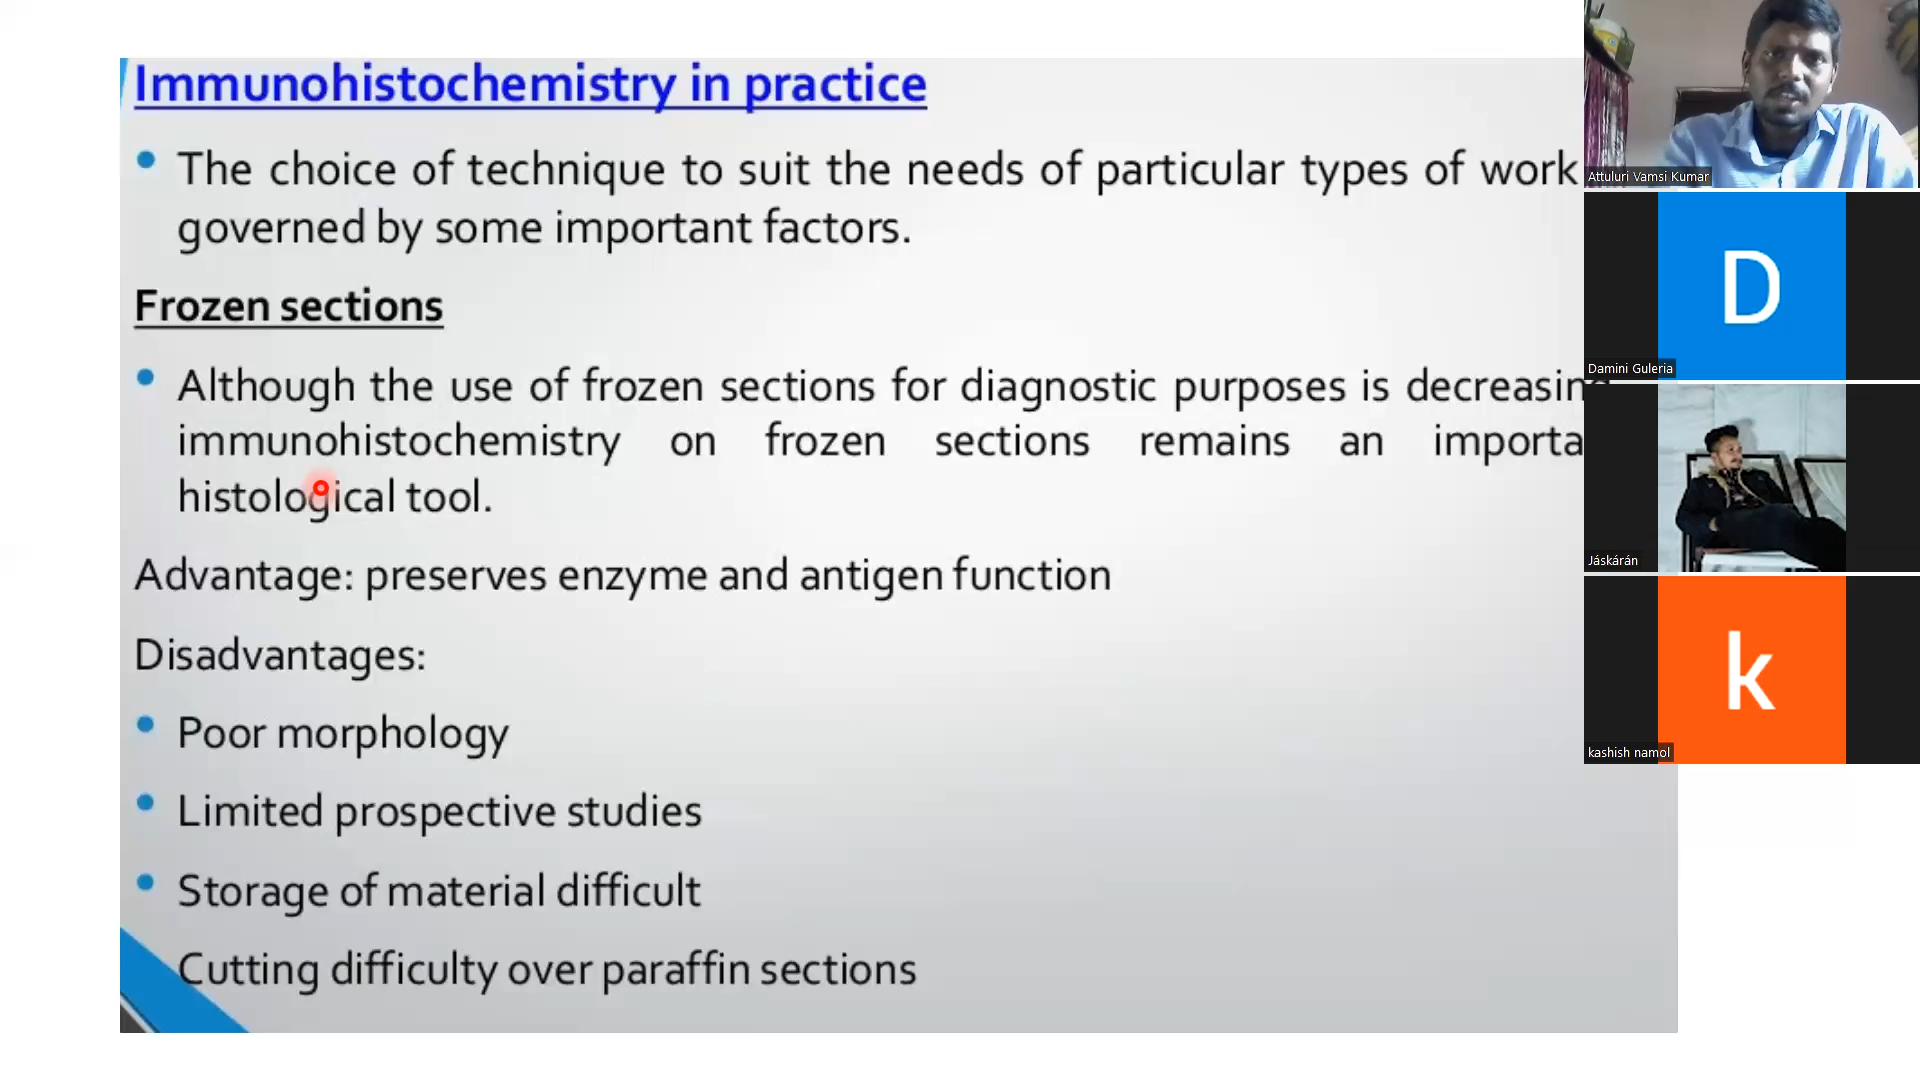 Immunohistochemistry in practice
• The choice of technique to suit the needs of particular types of work
governed by some important factors.
Frozen sections
• Although the use of frozen sections for diagnostic purposes is decreasing
immunohistochemistry on frozen sections remains an importa
histological tool.
Advantage: preserves enzyme and antigen function
Disadvantages:
• Poor morphology
• Limited prospective studies
• Storage of material difficult
Cutting difficulty over paraffin sections
Attuluri Vamsi Kumar
D
Damini Guleria
Jáskárán
k
kashish namol